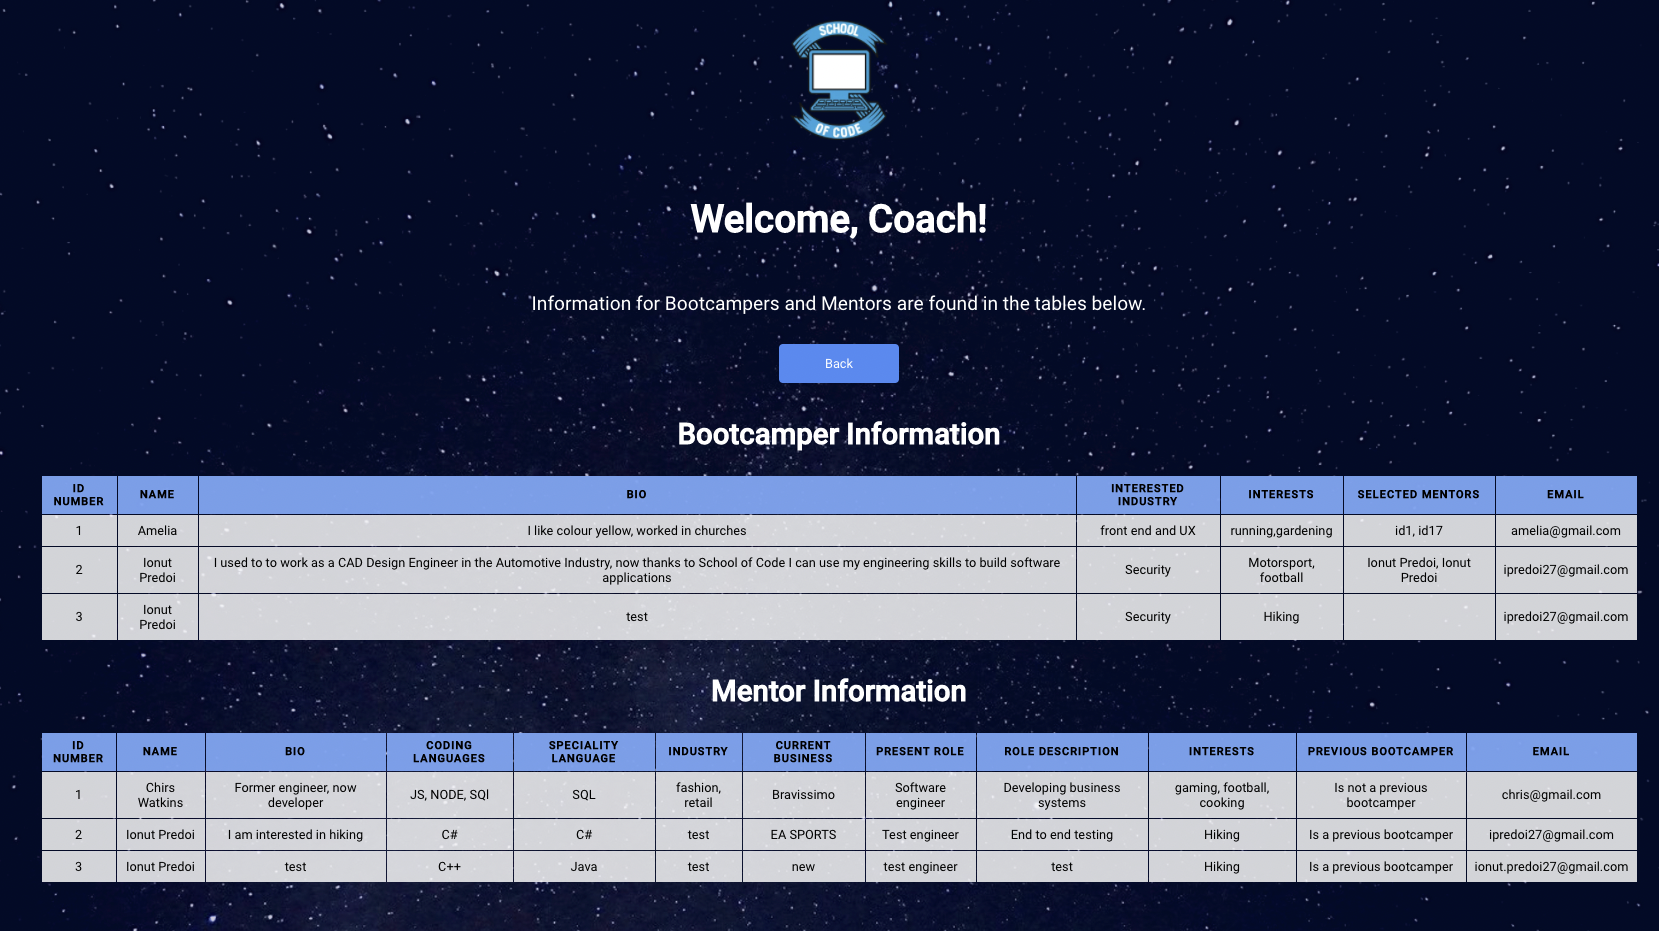 SCHOOL
OF CODE
Welcome, Coach!
Information for Bootcampers and Mentors are found in the tables below.
Back
Bootcamper Information
ID NUMBER NAME BIO INTERESTED INDUSTRY INTERESTS SELECTED MENTORS EMAIL
1 Amelia I like colour yellow, worked in churches front end and UX running,gardening id1, id17 amelia@gmail.com
2 Ionut Predoi I used to to work as a CAD Design Engineer in the Automotive Industry, now thanks to School of Code I can use my engineering skills to build software applications Security Motorsport, football Ionut Predoi, Ionut Predoi ipredoi27@gmail.com
3 Ionut Predoi test Security Hiking ipredoi27@gmail.com
Mentor Information
ID NUMBER NAME BIO CODING LANGUAGES SPECIALITY LANGUAGE INDUSTRY CURRENT BUSINESS PRESENT ROLE ROLE DESCRIPTION INTERESTS PREVIOUS BOOTCAMPER EMAIL
1 Chirs Watkins Former engineer, now developer JS, NODE, SQl SQL fashion, retail Bravissimo Software engineer Developing business systems gaming, football, cooking Is not a previous bootcamper chris@gmail.com
2 Ionut Predoi I am interested in hiking C# C# test EA SPORTS Test engineer End to end testing Hiking Is a previous bootcamper ipredoi27@gmail.com
3 Ionut Predoi test C++ Java test new test engineer test Hiking Is a previous bootcamper ionut.predoi27@gmail.com